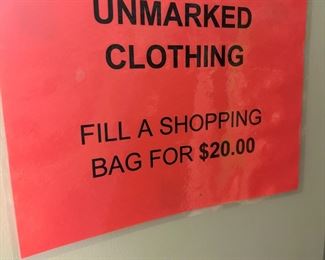 UNMARKED
CLOTHING
FILL A SHOPPING
BAG FOR $20.00